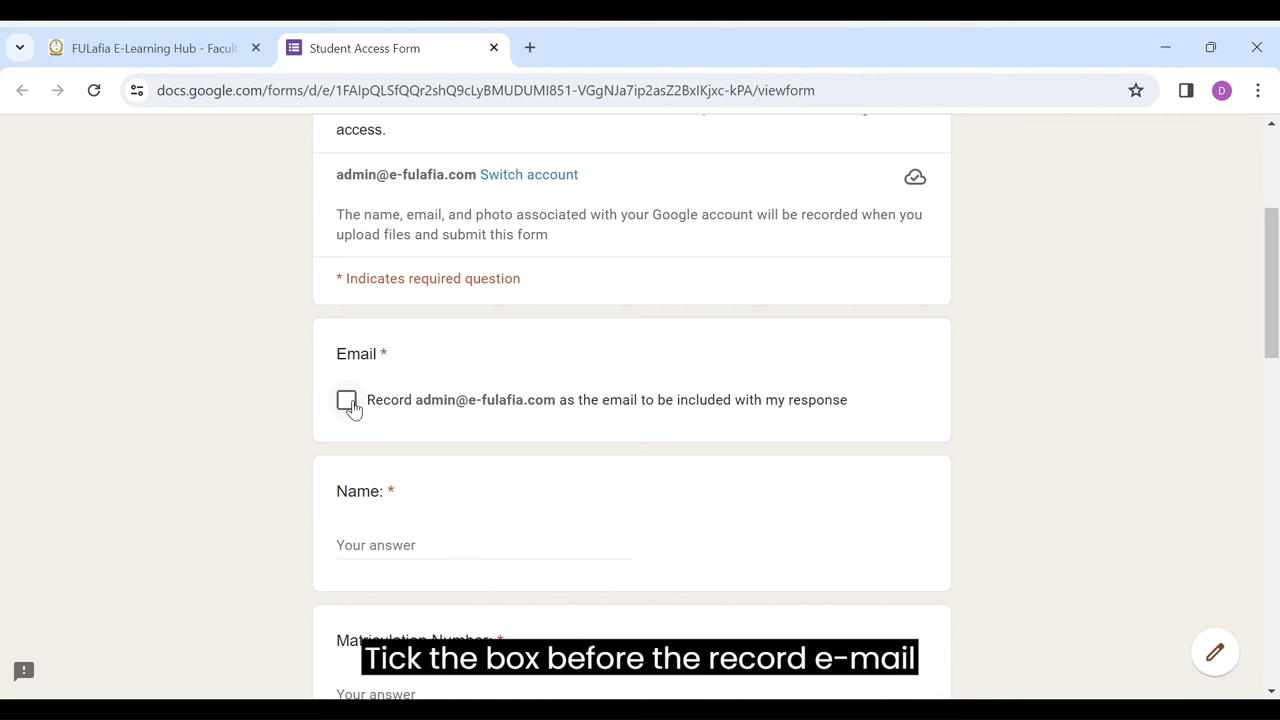 FULafia E-Learning Hub - Facult
Student Access Form
docs.google.com/forms/d/e/1FAIpQLSfQQr2shQ9cLyBMUDUMI851-VGgNJa7ip2asZ2BxIKjxc-kPA/viewform
D
access.
admin@e-fulafia.com Switch account
The name, email, and photo associated with your Google account will be recorded when you
upload files and submit this form
* Indicates required question
Email *
Record admin@e-fulafia.com as the email to be included with my response
Name: *
Your answer
Matriculation Number: *
Tick the box before the record e-mail
Your answer